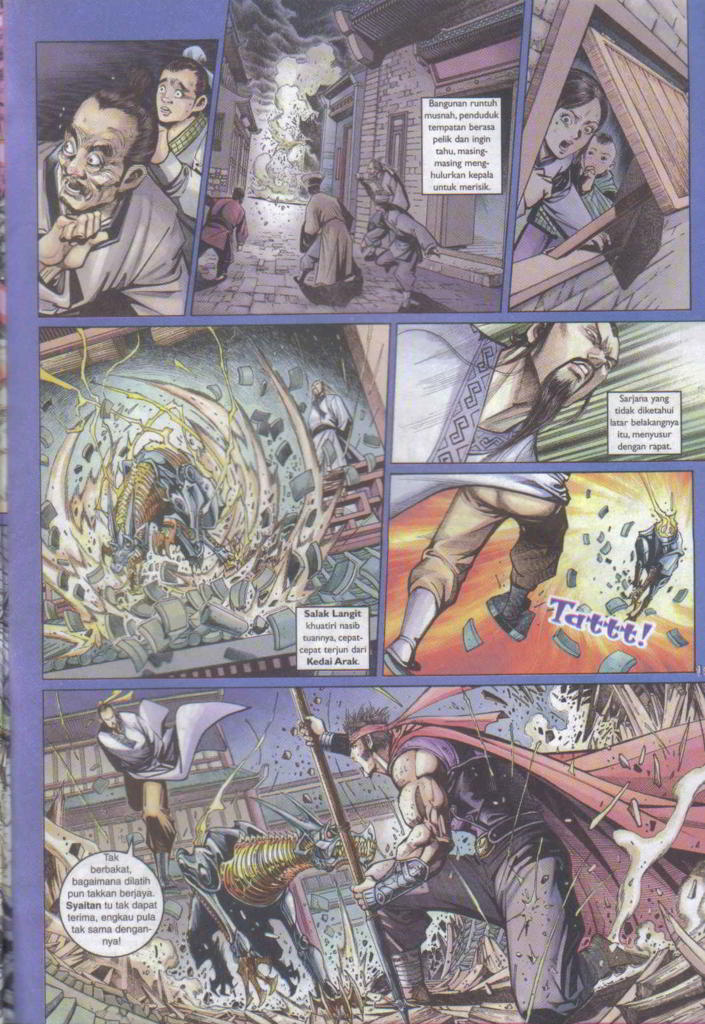 Bangunan runtuh
musnah, penduduk
tempatan berasa
pelik dan ingin
tahu, masing-
masing meng-
hulurkan kepala
untuk merisik.
Sarjana yang
tidak diketahui
latar belakangnya
itu, menyusur
dengan rapat.
Salak Langit
khuatiri nasib
tuannya, cepat-
cepat terjun dari
Kedai Arak.
Tattt!
Tak
berbakat,
bagaimana dilatih
pun takkan berjaya.
Syaitan tu tak dapat
terima, engkau pula
tak sama dengan-
nya!